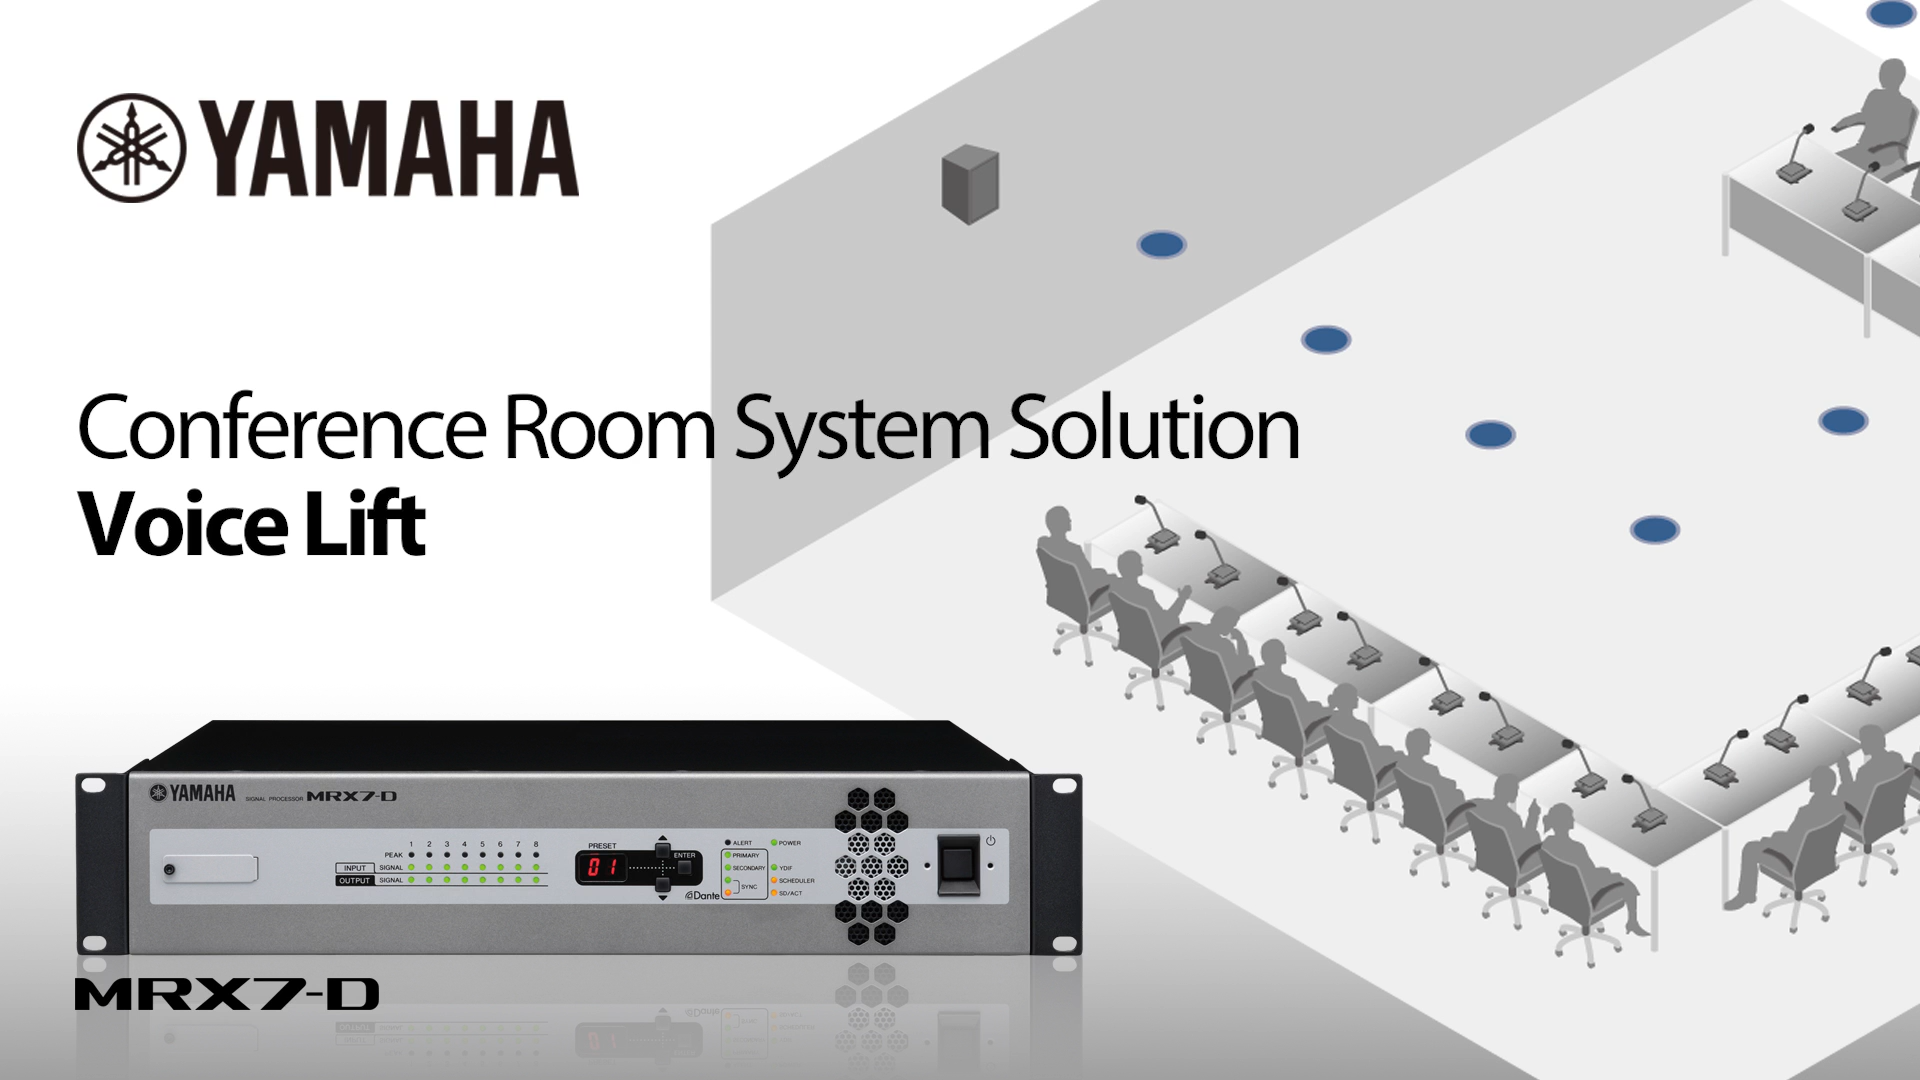 YAMAHA
Conference Room System Solution
Voice Lift
YAMAHA SIGNAL PROCESSOR MRX7-D
1 2 3 4 5 6 7 8
PEAK
INPUT SIGNAL
OUTPUT SIGNAL
PRESET
01
ENTER
Dante
ALERT POWER
PRIMARY
SECONDARY YDIF
SYNC SCHEDULER
SD/ACT
MRX7-D